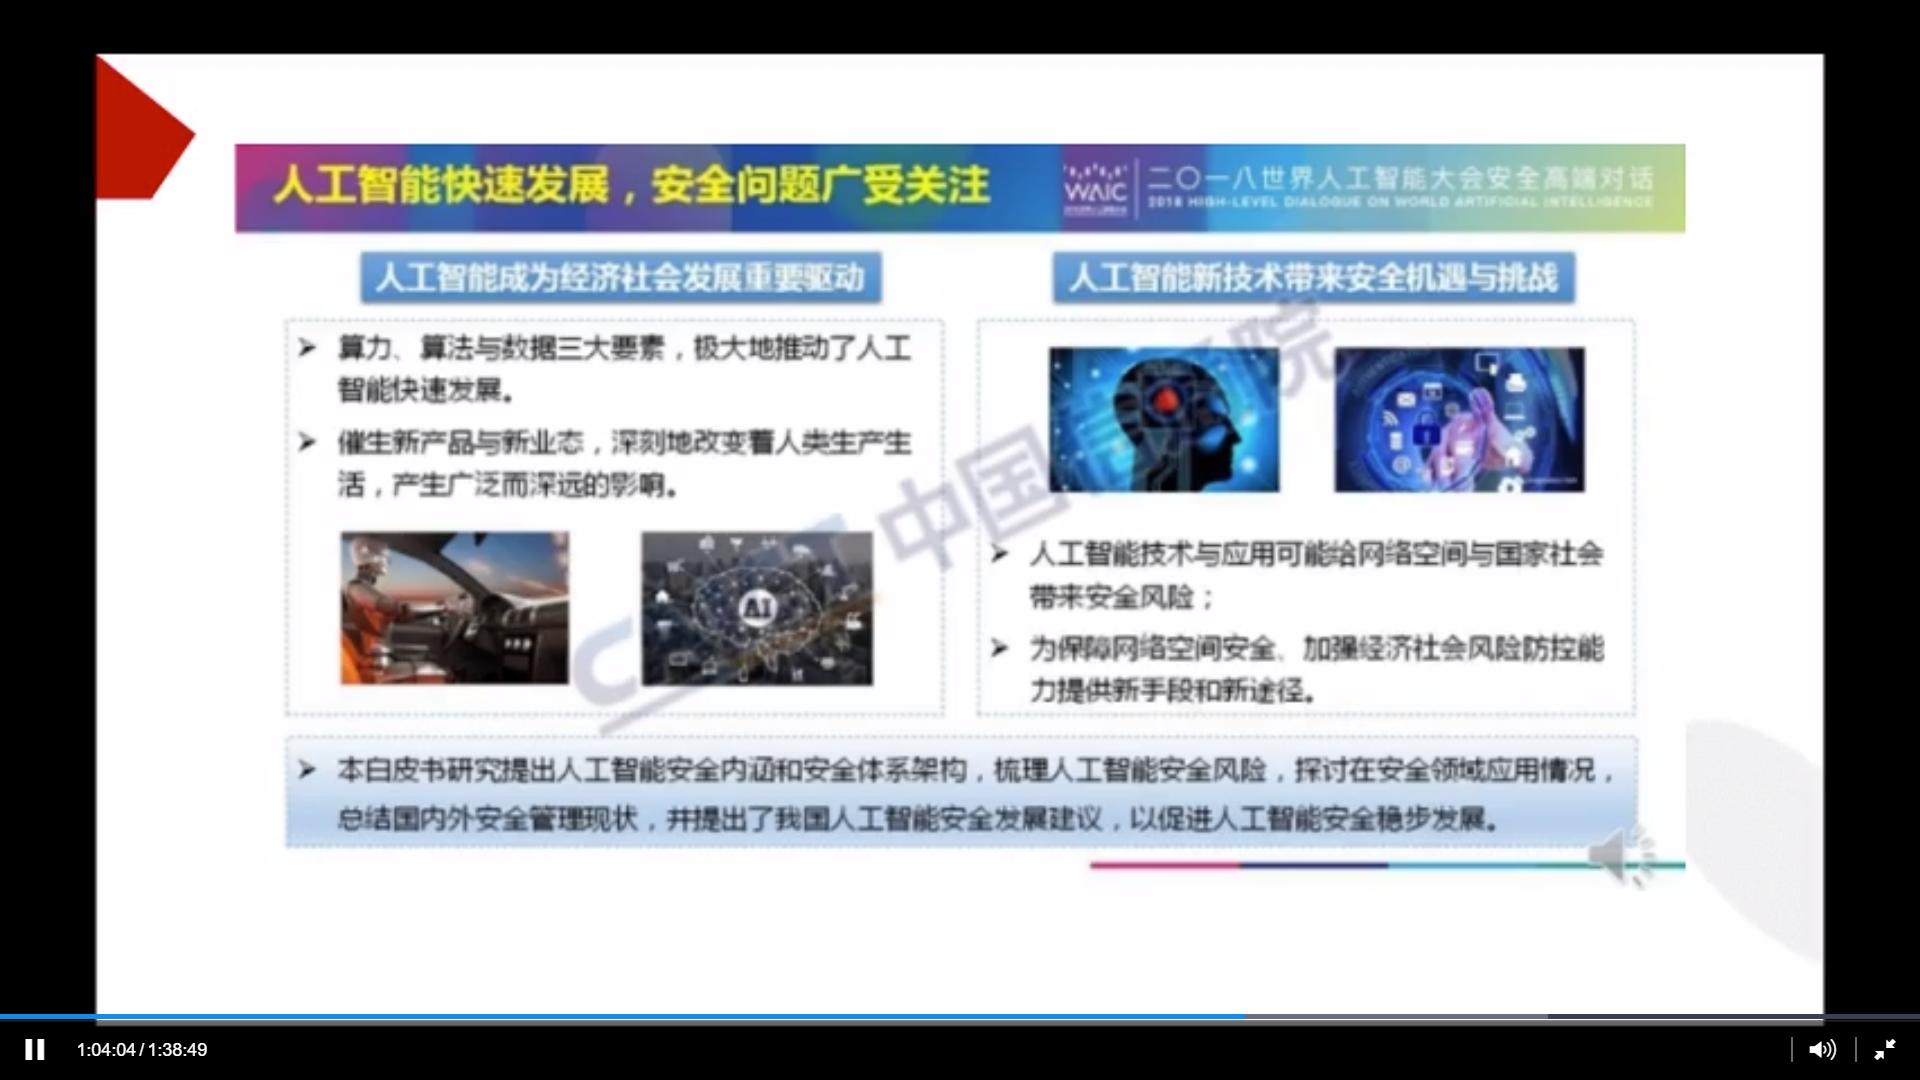 人工智能快速发展，安全问题广受关注
WAIC
二〇一八世界人工智能大会安全高端对话
2018 HIGH-LEVEL DIALOGUE ON WORLD ARTIFICIAL INTELLIGENCE
人工智能成为经济社会发展重要驱动
算力、算法与数据三大要素，极大地推动了人工
智能快速发展。
催生新产品与新业态，深刻地改变着人类生产生
活，产生广泛而深远的影响。
AI
人工智能新技术带来安全机遇与挑战
人工智能技术与应用可能给网络空间与国家社会
带来安全风险；
为保障网络空间安全、加强经济社会风险防控能
力提供新手段和新途径。
本白皮书研究提出人工智能安全内涵和安全体系架构，梳理人工智能安全风险，探讨在安全领域应用情况，
总结国内外安全管理现状，并提出了我国人工智能安全发展建议，以促进人工智能安全稳步发展。
中国
院
1:04:04 / 1:38:49